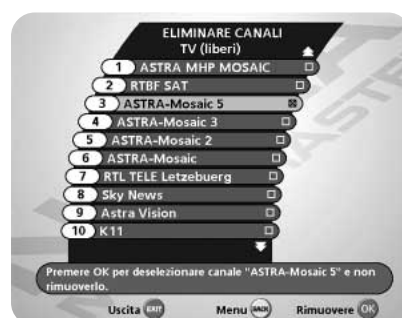 ELIMINARE CANALI
TV (liberi)
1 ASTRA MHP MOSAIC
2 RTBF SAT
3 ASTRA-Mosaic 5
4 ASTRA-Mosaic 3
5 ASTRA-Mosaic 2
6 ASTRA-Mosaic
7 RTL TELE Letzebuerg
8 Sky News
9 Astra Vision
10 K11
Premere OK per deselezionare canale "ASTRA-Mosaic 5" e non
rimuoverlo.
Uscita EXIT Menu BACK Rimuovere OK